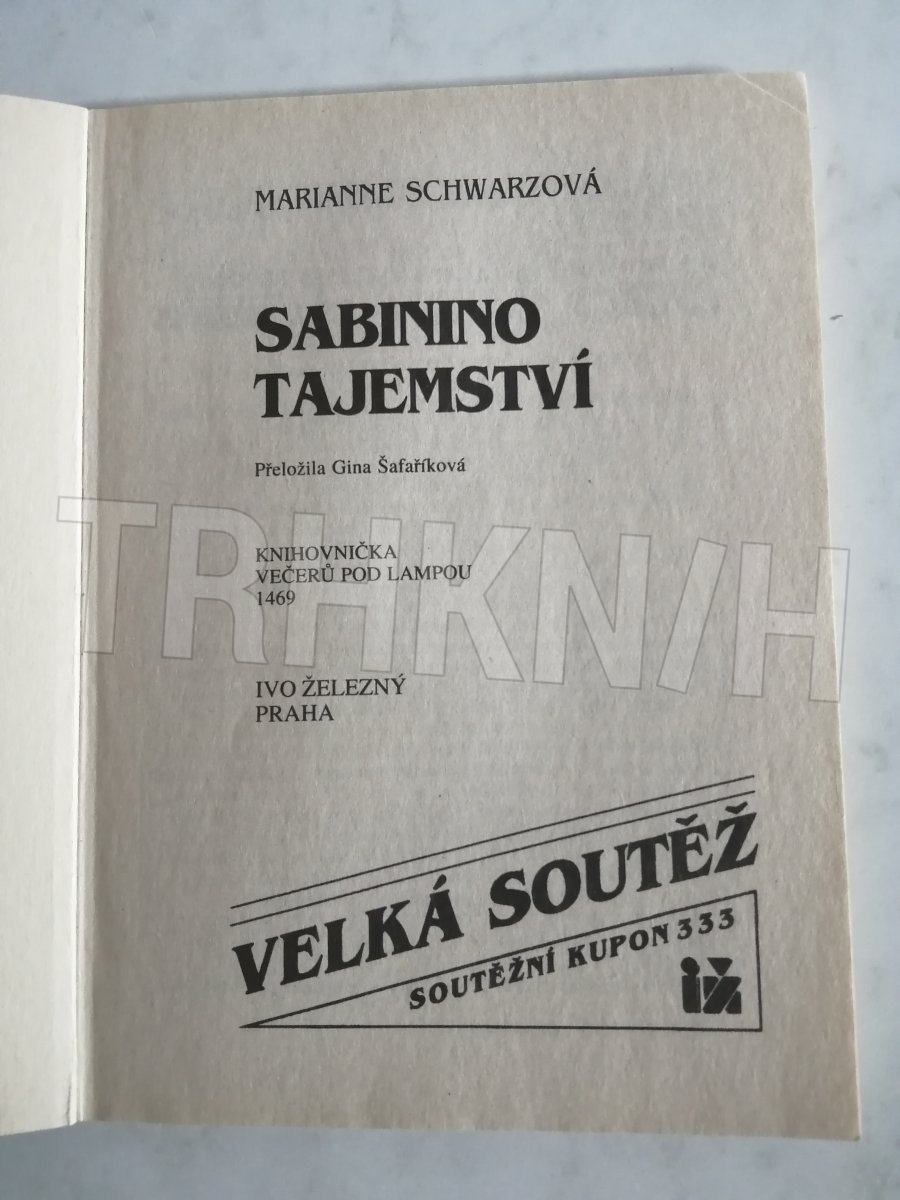 MARIANNE SCHWARZOVÁ
SABININO
TAJEMSTVÍ
Přeložila Gina Šafaříková
KNIHOVNIČKA
VEČERŮ POD LAMPOU
1469
TRHKNIH
IVO ŽELEZNÝ
PRAHA
VELKÁ SOUTĚŽ
SOUTĚŽNÍ KUPON 333
iž